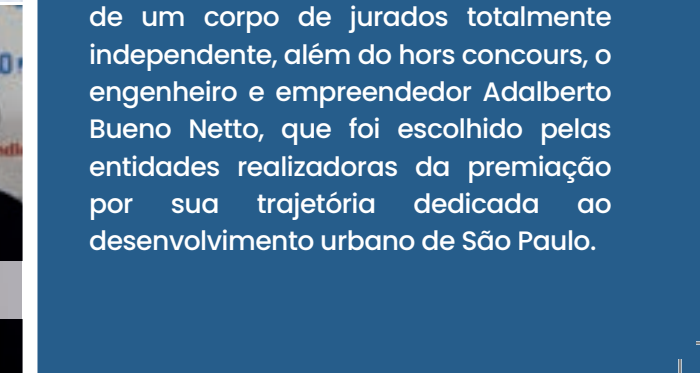 de um corpo de jurados totalmente
independente, além do hors concours, o
engenheiro e empreendedor Adalberto
Bueno Netto, que foi escolhido pelas
entidades realizadoras da premiação
por sua trajetória dedicada ao
desenvolvimento urbano de São Paulo.